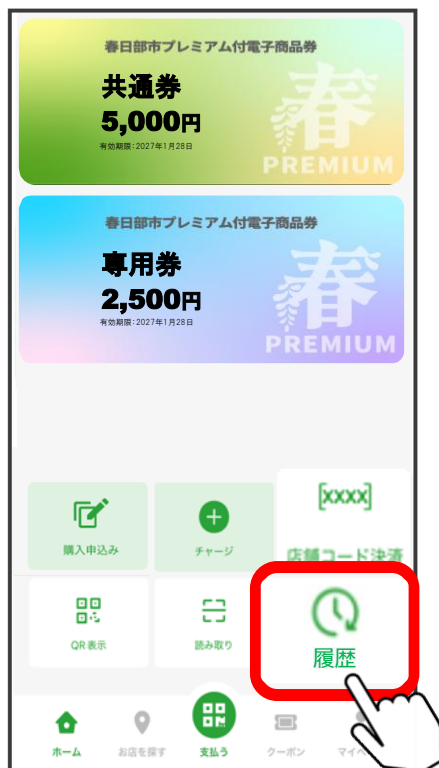 春日部市プレミアム付電子商品券
共通券
5,000円
有効期限:2027年1月28日
春
PREMIUM
春日部市プレミアム付電子商品券
専用券
2,500円
有効期限:2027年1月28日
春
PREMIUM
[xxxx]
購入申込み
チャージ
店舗コード決済
QR表示
読み取り
履歴
ホーム
お店を探す
支払う
クーポン
マイペ